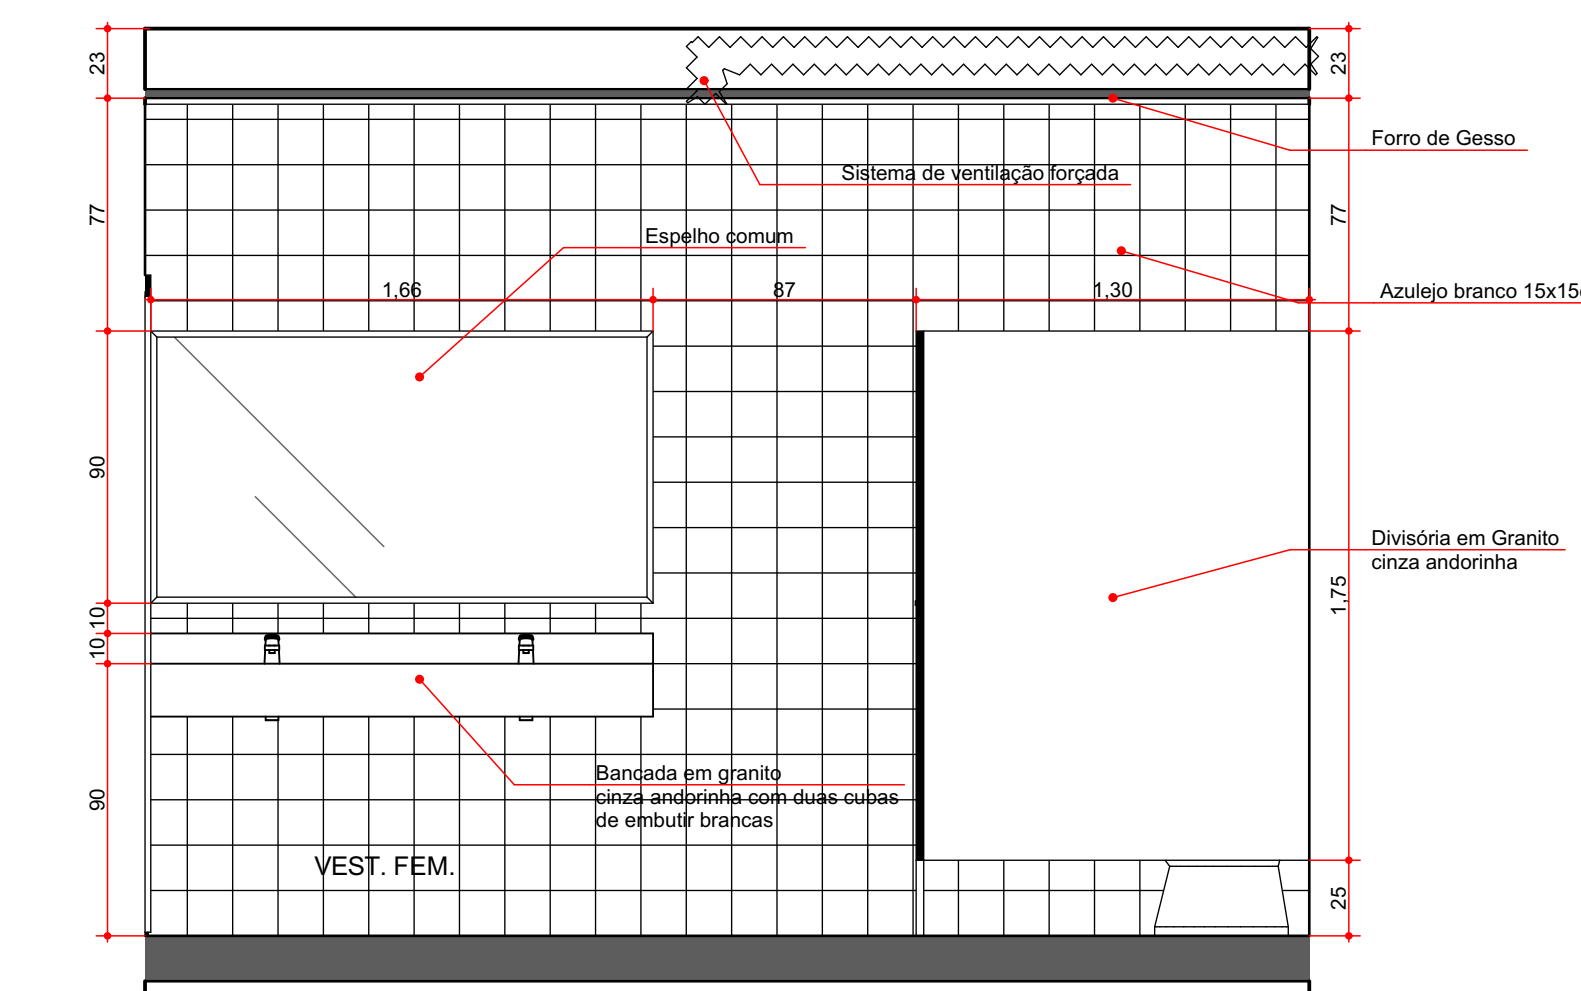 23
23
Forro de Gesso
Sistema de ventilação forçada
77
77
Espelho comum
1,66
87
1,30
Azulejo branco 15x15
90
Divisória em Granito
cinza andorinha
1,75
10
10
Bancada em granito
cinza andorinha com duas cubas
de embutir brancas
90
VEST. FEM.
25